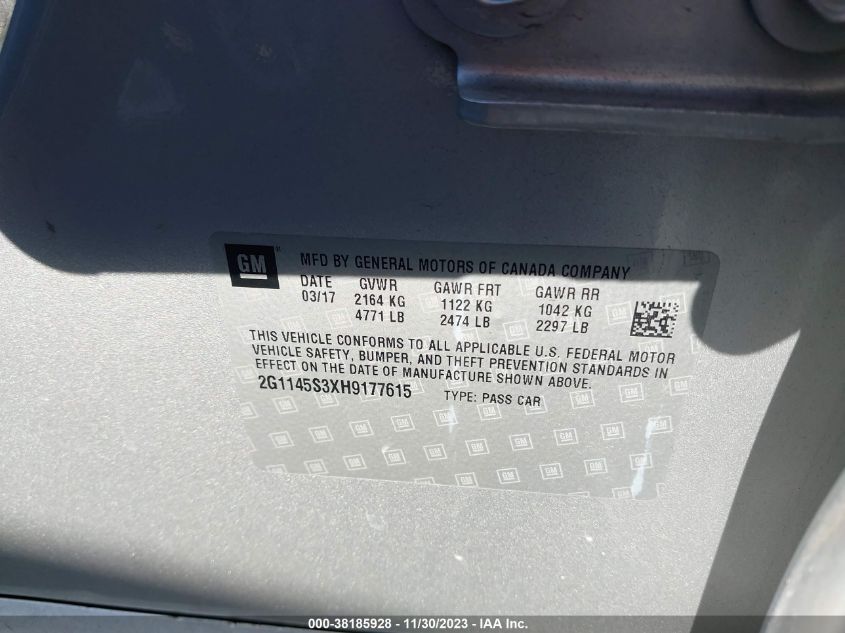 GM
MFD BY GENERAL MOTORS OF CANADA COMPANY
DATE GVWR GAWR FRT GAWR RR
03/17 2164 KG 1122 KG 1042 KG
4771 LB 2474 LB 2297 LB
THIS VEHICLE CONFORMS TO ALL APPLICABLE U.S. FEDERAL MOTOR
VEHICLE SAFETY, BUMPER, AND THEFT PREVENTION STANDARDS IN
EFFECT ON THE DATE OF MANUFACTURE SHOWN ABOVE.
2G1145S3XH9177615 TYPE: PASS CAR
000-38185928 - 11/30/2023 - IAA Inc.